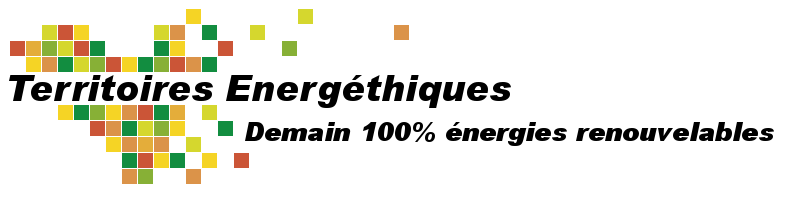 Territoires Energéthiques
Demain 100% énergies renouvelables